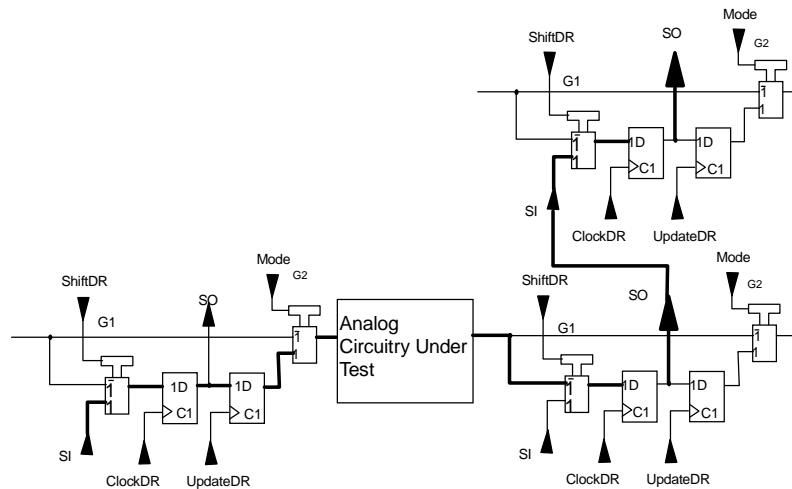 Mode
SO
ShiftDR
G2
G1
1
1
1
1
1D
1D
C1
C1
SI
ClockDR
UpdateDR
Mode
ShiftDR
SO
G2
G1
1
1
Analog
Circuitry Under
Test
1
1
1D
1D
C1
C1
SI
ClockDR
UpdateDR
Mode
ShiftDR
SO
G2
G1
1
1
1
1
1D
1D
C1
C1
SI
ClockDR
UpdateDR